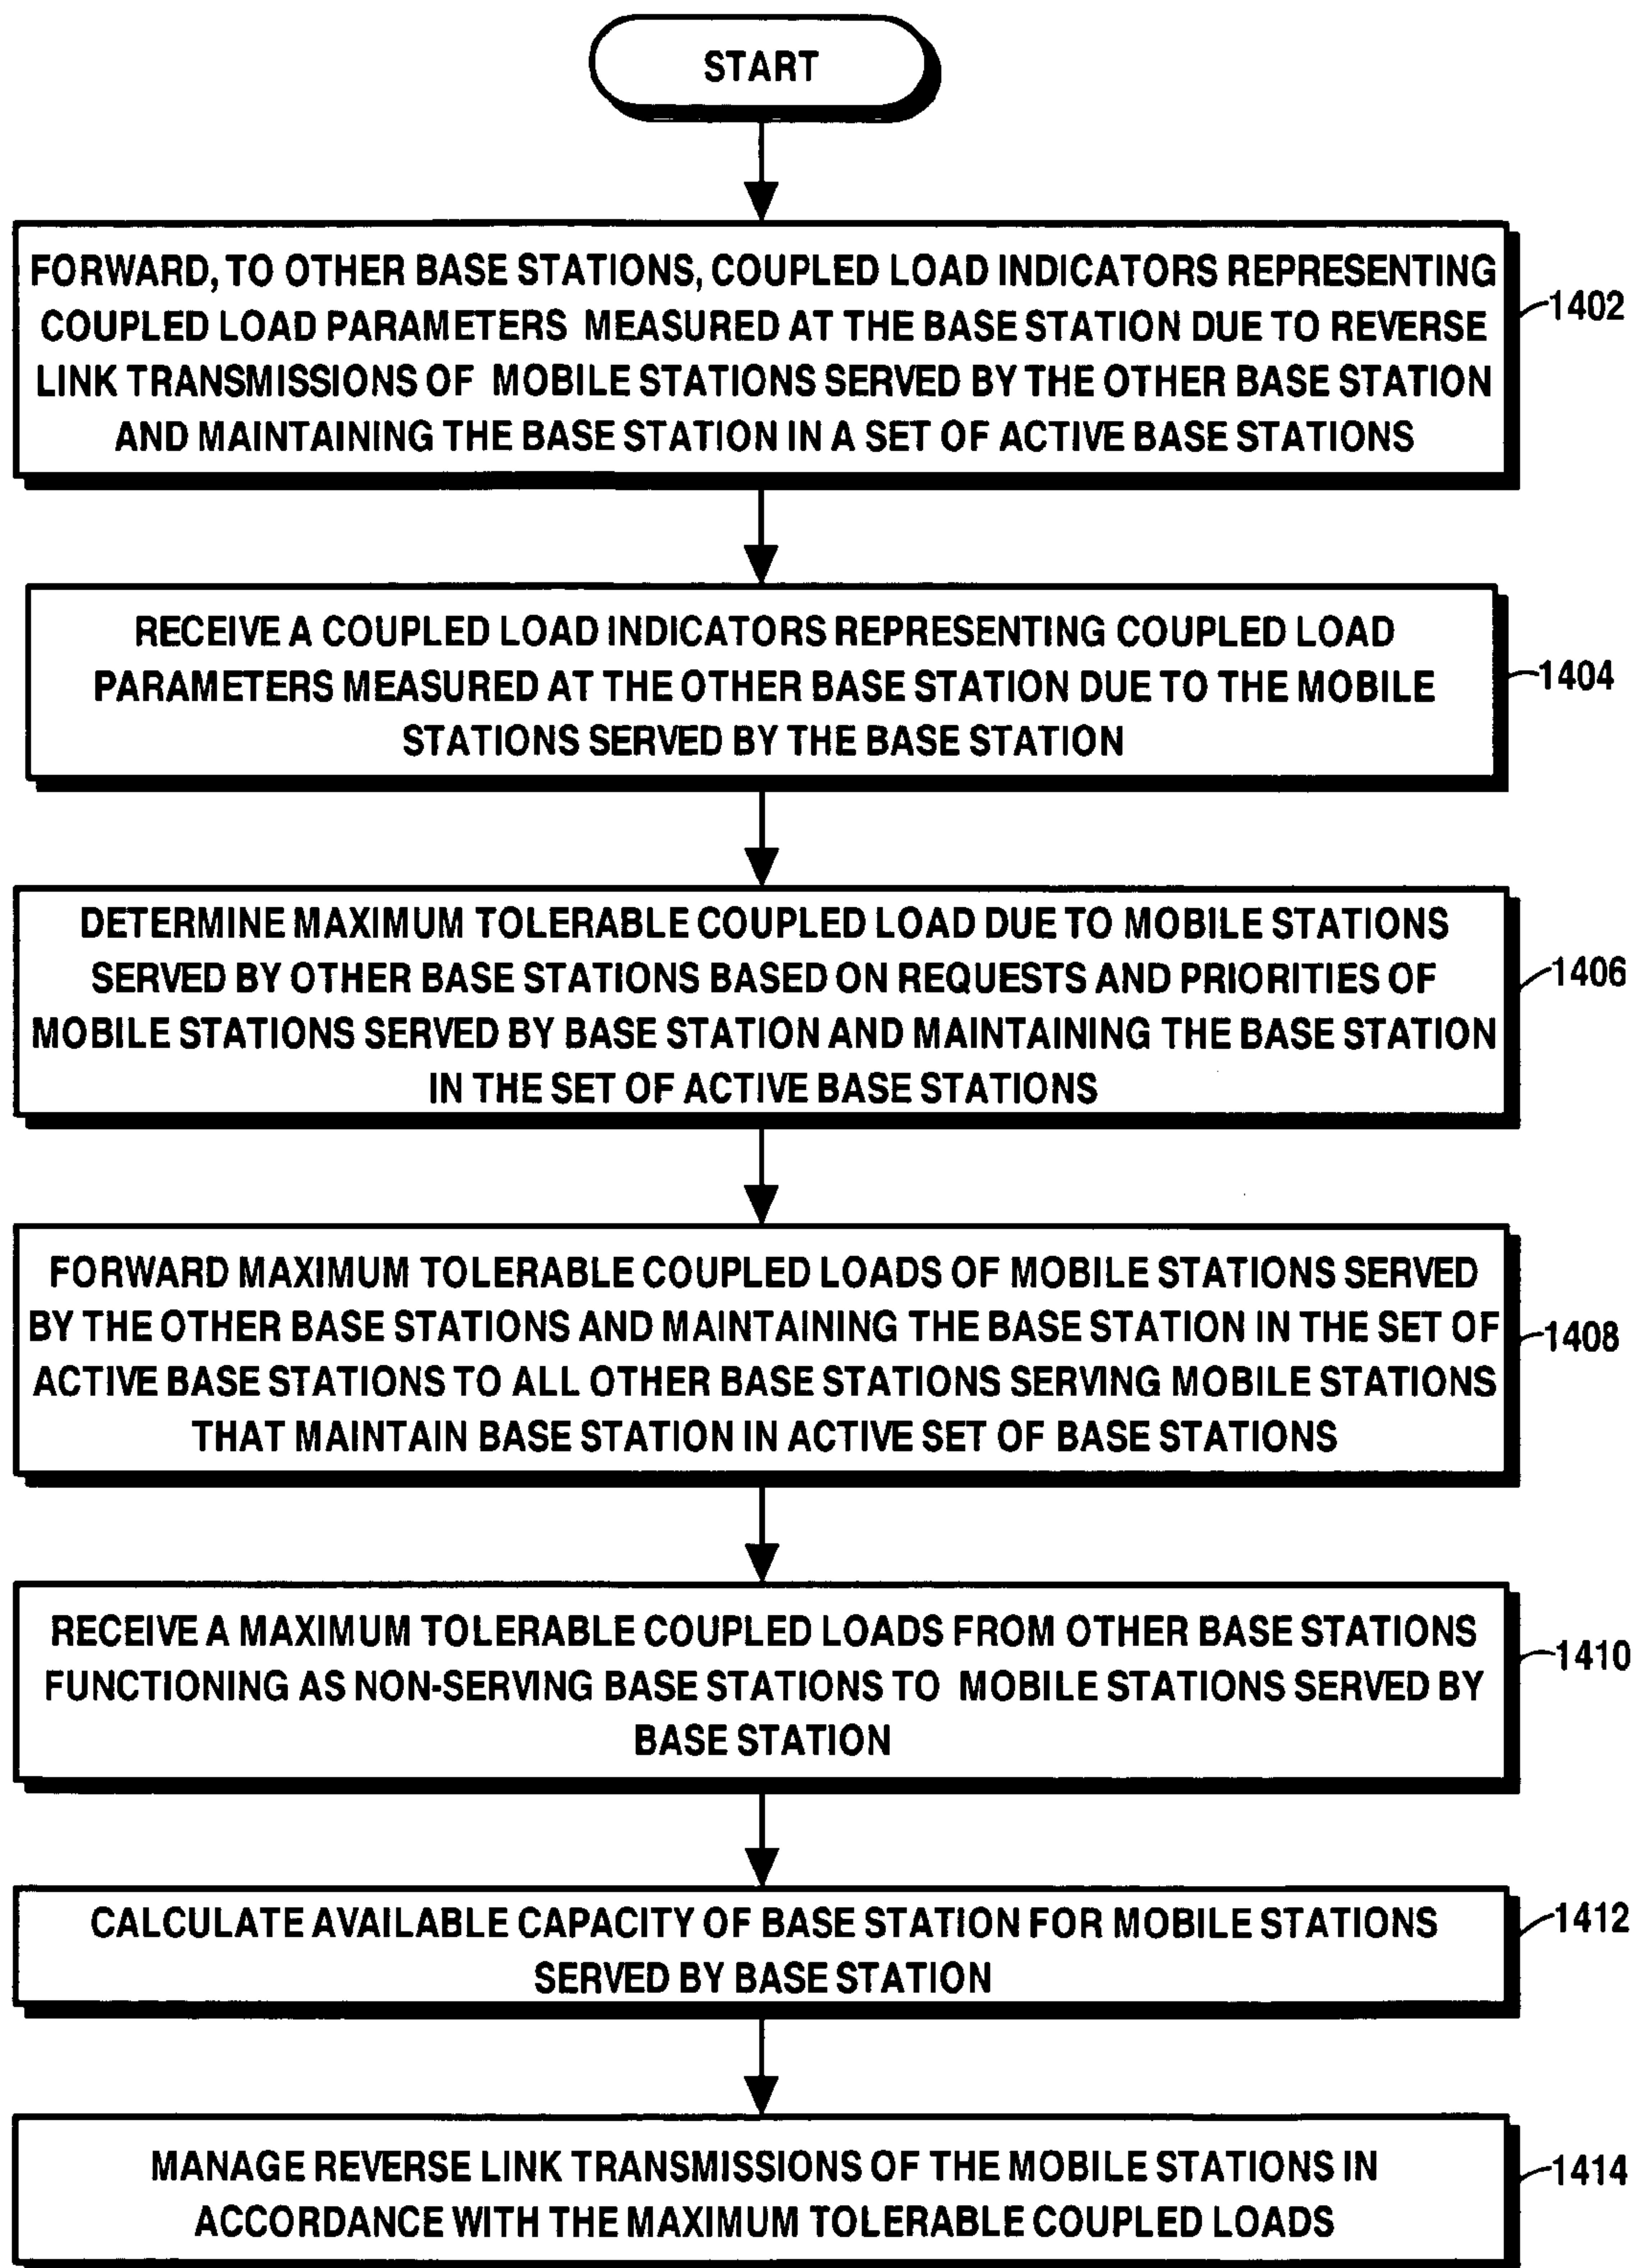 START
FORWARD, TO OTHER BASE STATIONS, COUPLED LOAD INDICATORS REPRESENTING
COUPLED LOAD PARAMETERS MEASURED AT THE BASE STATION DUE TO REVERSE
LINK TRANSMISSIONS OF MOBILE STATIONS SERVED BY THE OTHER BASE STATION
AND MAINTAINING THE BASE STATION IN A SET OF ACTIVE BASE STATIONS
1402
RECEIVE A COUPLED LOAD INDICATORS REPRESENTING COUPLED LOAD
PARAMETERS MEASURED AT THE OTHER BASE STATION DUE TO THE MOBILE
STATIONS SERVED BY THE BASE STATION
1404
DETERMINE MAXIMUM TOLERABLE COUPLED LOAD DUE TO MOBILE STATIONS
SERVED BY OTHER BASE STATIONS BASED ON REQUESTS AND PRIORITIES OF
MOBILE STATIONS SERVED BY BASE STATION AND MAINTAINING THE BASE STATION
IN THE SET OF ACTIVE BASE STATIONS
1406
FORWARD MAXIMUM TOLERABLE COUPLED LOADS OF MOBILE STATIONS SERVED
BY THE OTHER BASE STATIONS AND MAINTAINING THE BASE STATION IN THE SET OF
ACTIVE BASE STATIONS TO ALL OTHER BASE STATIONS SERVING MOBILE STATIONS
THAT MAINTAIN BASE STATION IN ACTIVE SET OF BASE STATIONS
1408
RECEIVE A MAXIMUM TOLERABLE COUPLED LOADS FROM OTHER BASE STATIONS
FUNCTIONING AS NON-SERVING BASE STATIONS TO MOBILE STATIONS SERVED BY
BASE STATION
1410
CALCULATE AVAILABLE CAPACITY OF BASE STATION FOR MOBILE STATIONS
SERVED BY BASE STATION
1412
MANAGE REVERSE LINK TRANSMISSIONS OF THE MOBILE STATIONS IN
ACCORDANCE WITH THE MAXIMUM TOLERABLE COUPLED LOADS
1414